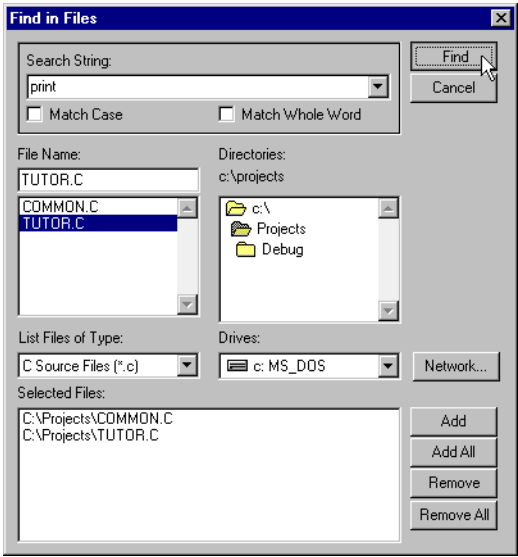 Find in Files
Search String:
Find
print
Cancel
Match Case
Match Whole Word
File Name:
Directories:
TUTOR.C
c:\projects
COMMON.C
TUTOR.C
c:\
Projects
Debug
List Files of Type:
Drives:
C Source Files (*.c)
c: MS_DOS
Network...
Selected Files:
C:\Projects\COMMON.C
C:\Projects\TUTOR.C
Add
Add All
Remove
Remove All